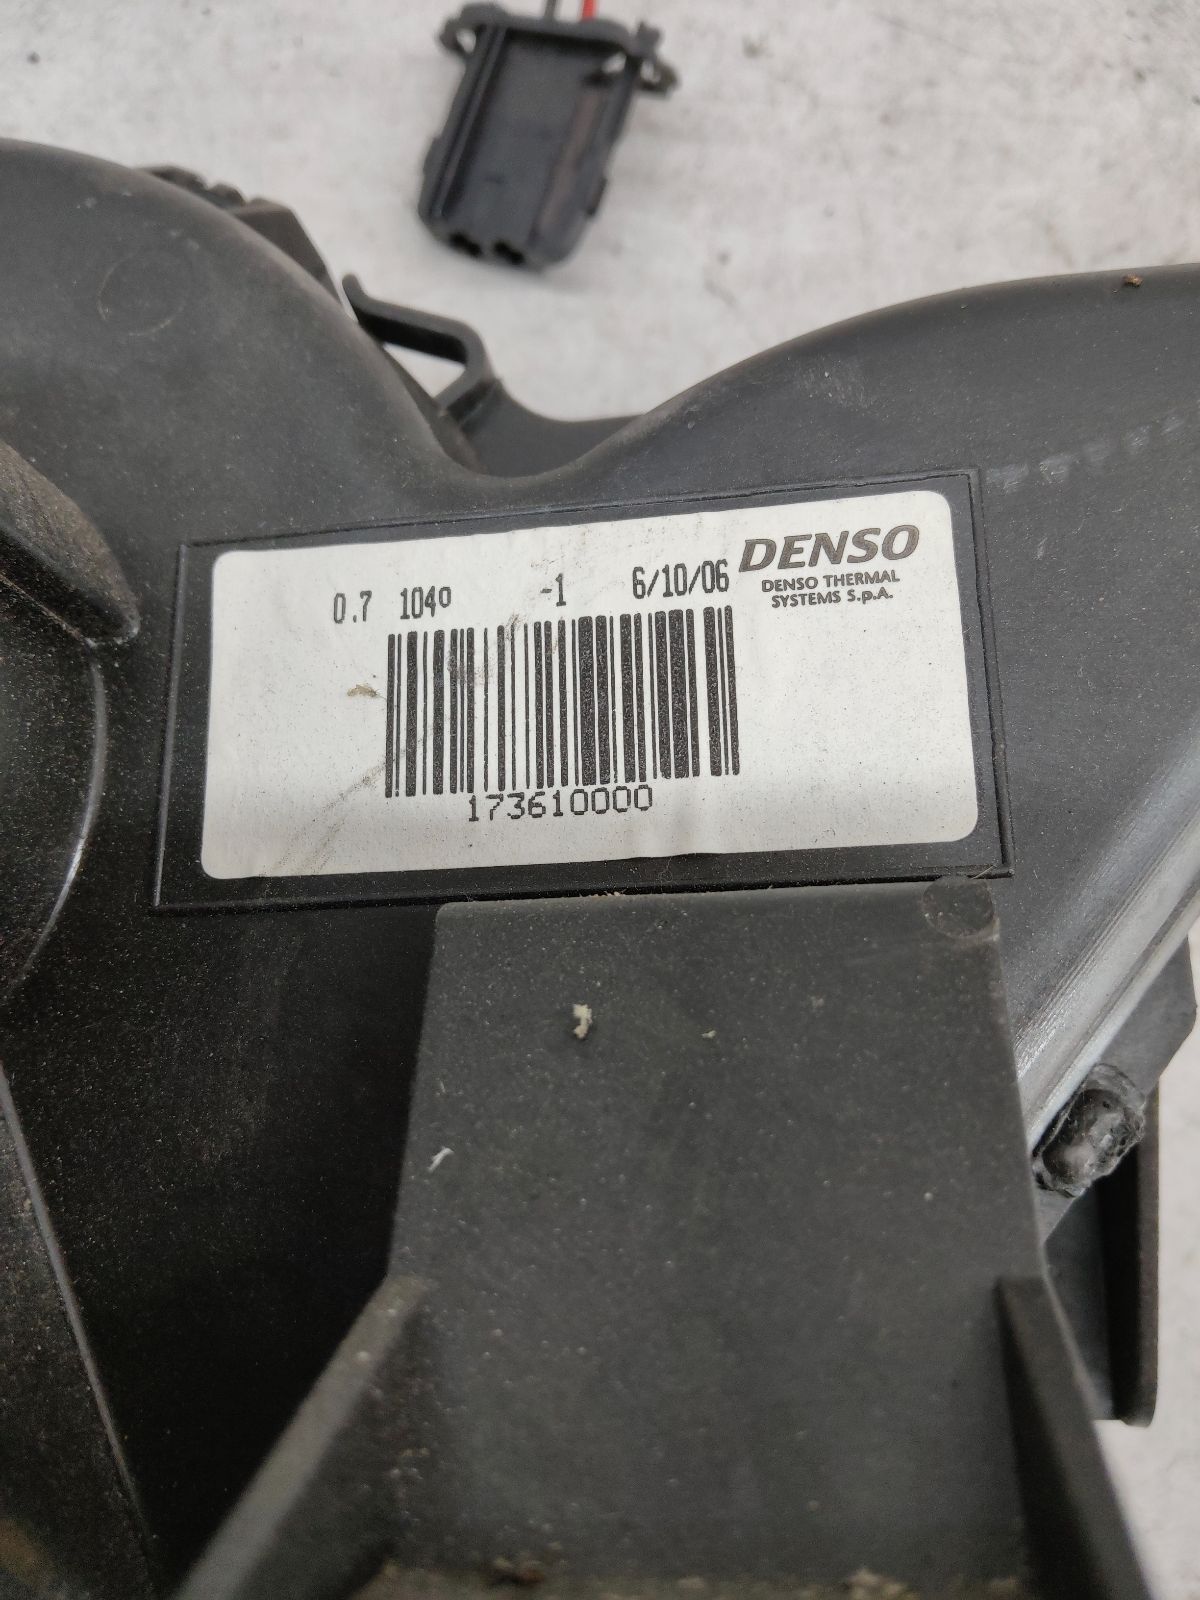 0.7 104º -1 6/10/06
DENSO
DENSO THERMAL
SYSTEMS S.p.A.
173610000